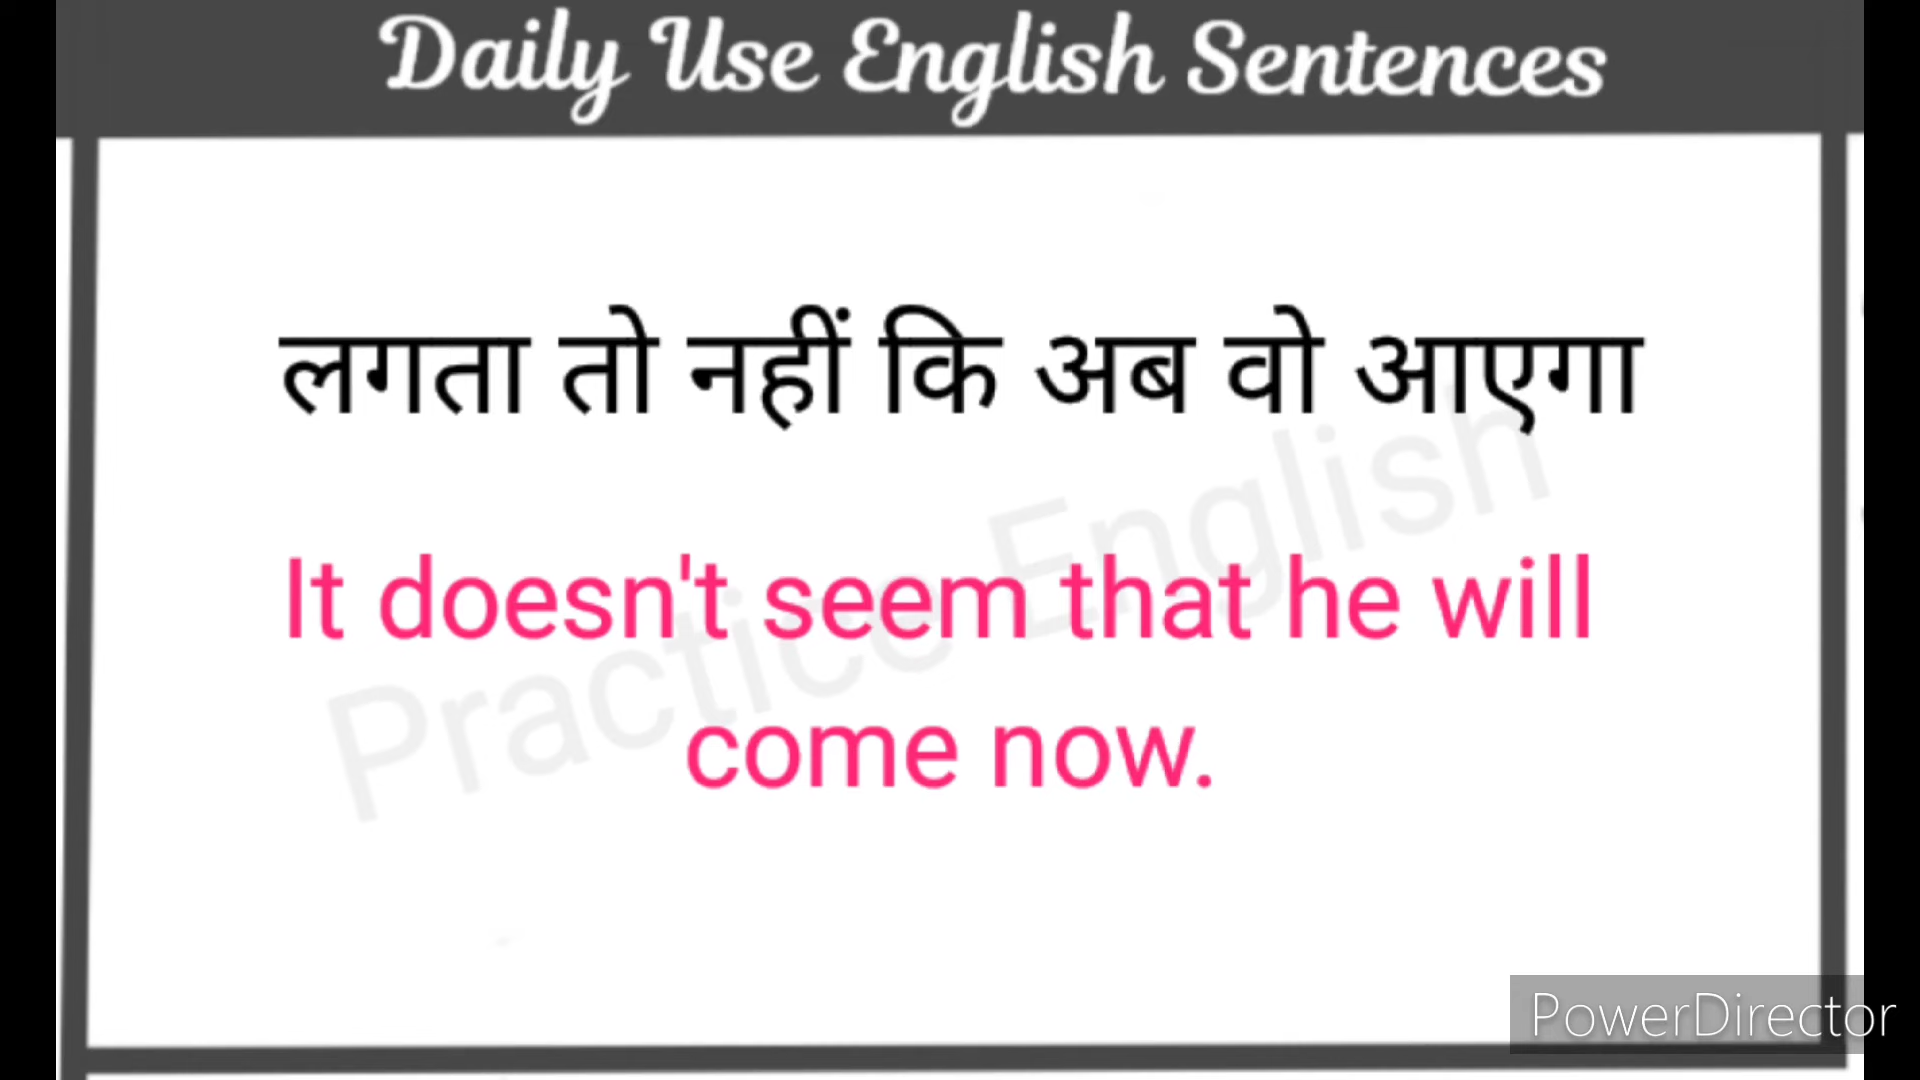 Daily Use English Sentences
लगता तो नहीं कि अब वो आएगा
It doesn't seem that he will
come now.
Practice English
PowerDirector